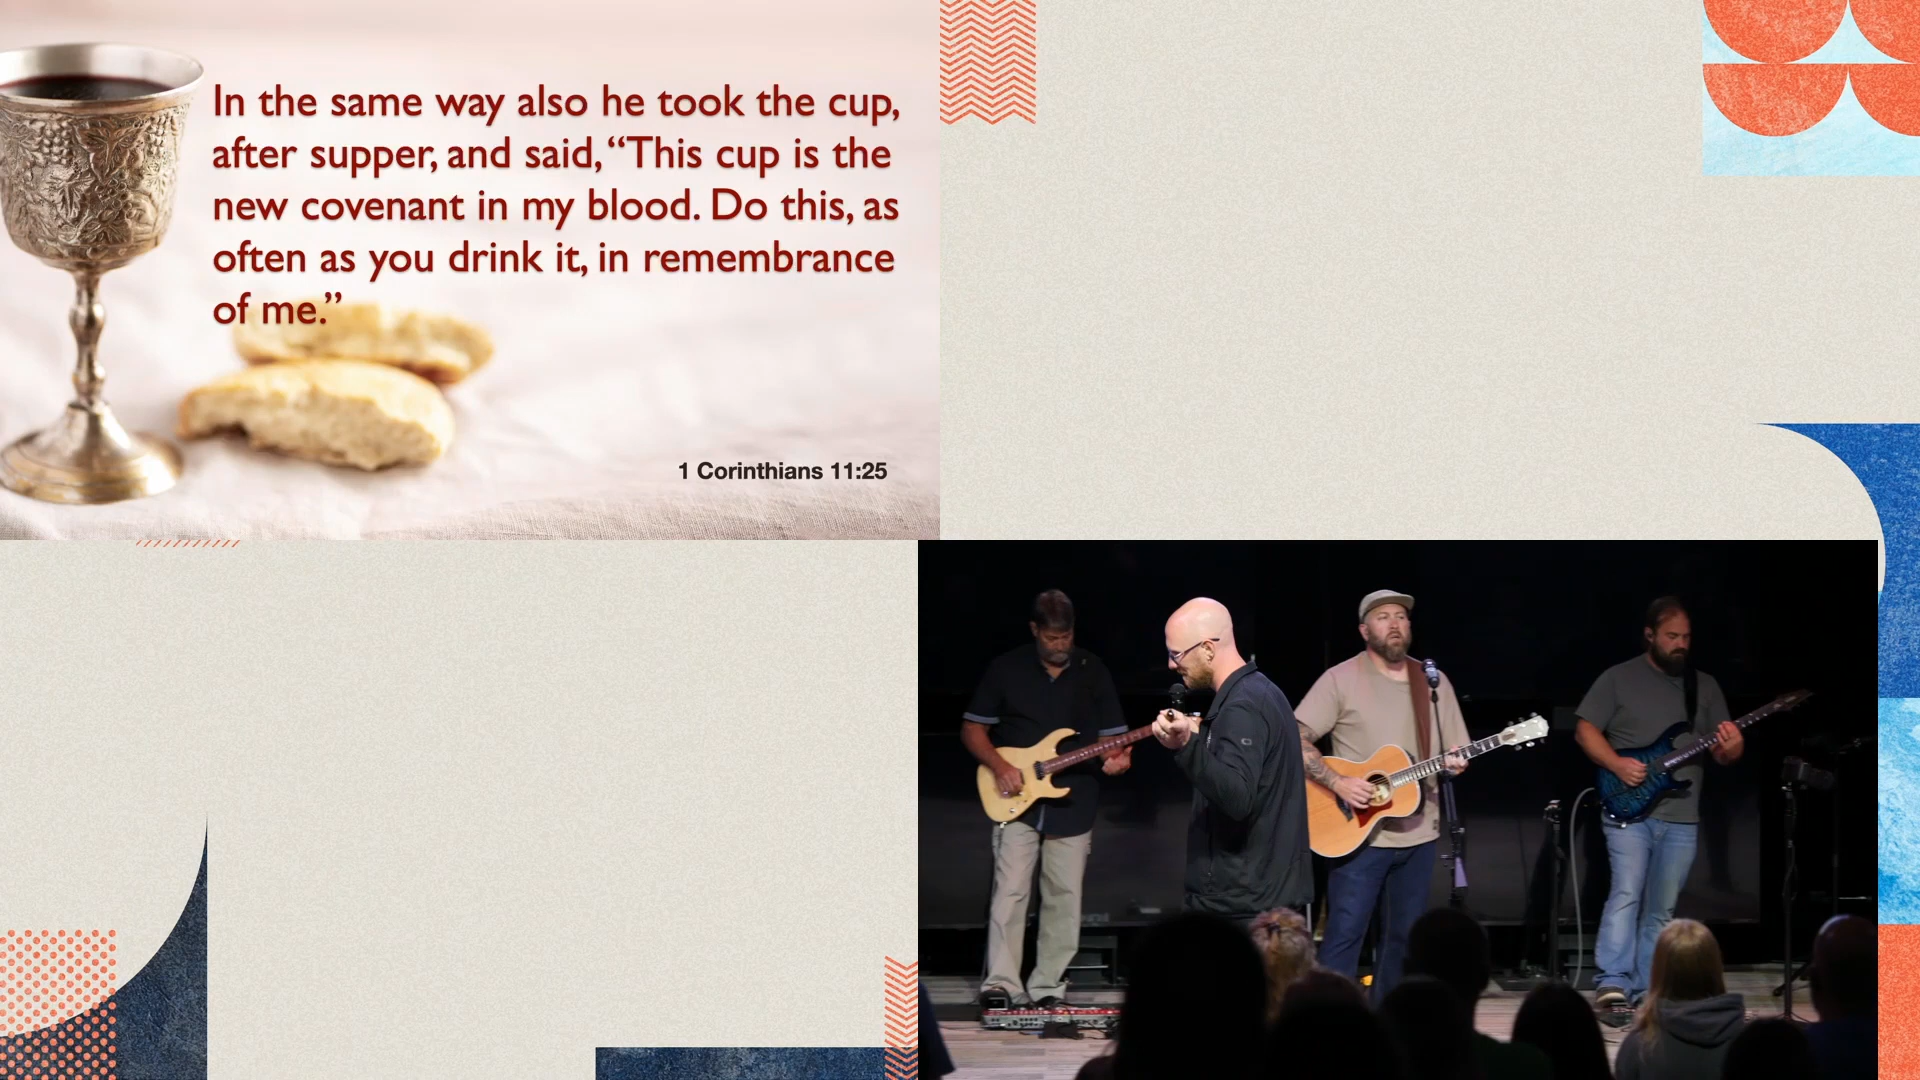 In the same way also he took the cup,
after supper, and said, “This cup is the
new covenant in my blood. Do this, as
often as you drink it, in remembrance
of me.”
1 Corinthians 11:25